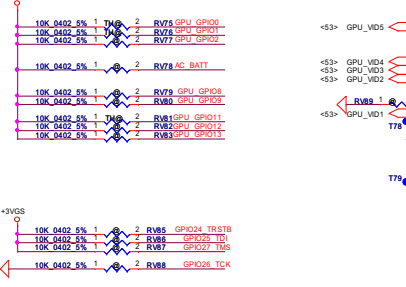 10K_0402_5% 1 TH@ 2 RV75 GPU_GPIO0
10K_0402_5% 1 TH@ 2 RV76 GPU_GPIO1
10K_0402_5% 1 @ 2 RV77 GPU_GPIO2
10K_0402_5% 1 @ 2 RV78 AC_BATT
10K_0402_5% 1 @ 2 RV79 GPU_GPIO8
10K_0402_5% 1 @ 2 RV80 GPU_GPIO9
10K_0402_5% 1 TH@ 2 RV81 GPU_GPIO11
10K_0402_5% 1 @ 2 RV82 GPU_GPIO12
10K_0402_5% 1 @ 2 RV83 GPU_GPIO13
<53> GPU_VID5
<53> GPU_VID4
<53> GPU_VID3
<53> GPU_VID2
RV89 1 @
<53> GPU_VID1
T78
T79
+3VGS
10K_0402_5% 1 @ 2 RV85 GPIO24_TRSTB
10K_0402_5% 1 @ 2 RV86 GPIO25_TDI
10K_0402_5% 1 @ 2 RV87 GPIO27_TMS
10K_0402_5% 1 @ 2 RV88 GPIO26_TCK